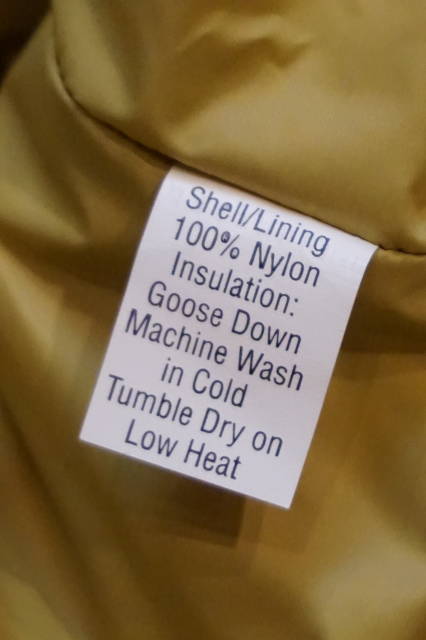 Shell/Lining
100% Nylon
Insulation:
Goose Down
Machine Wash
in Cold
Tumble Dry on
Low Heat